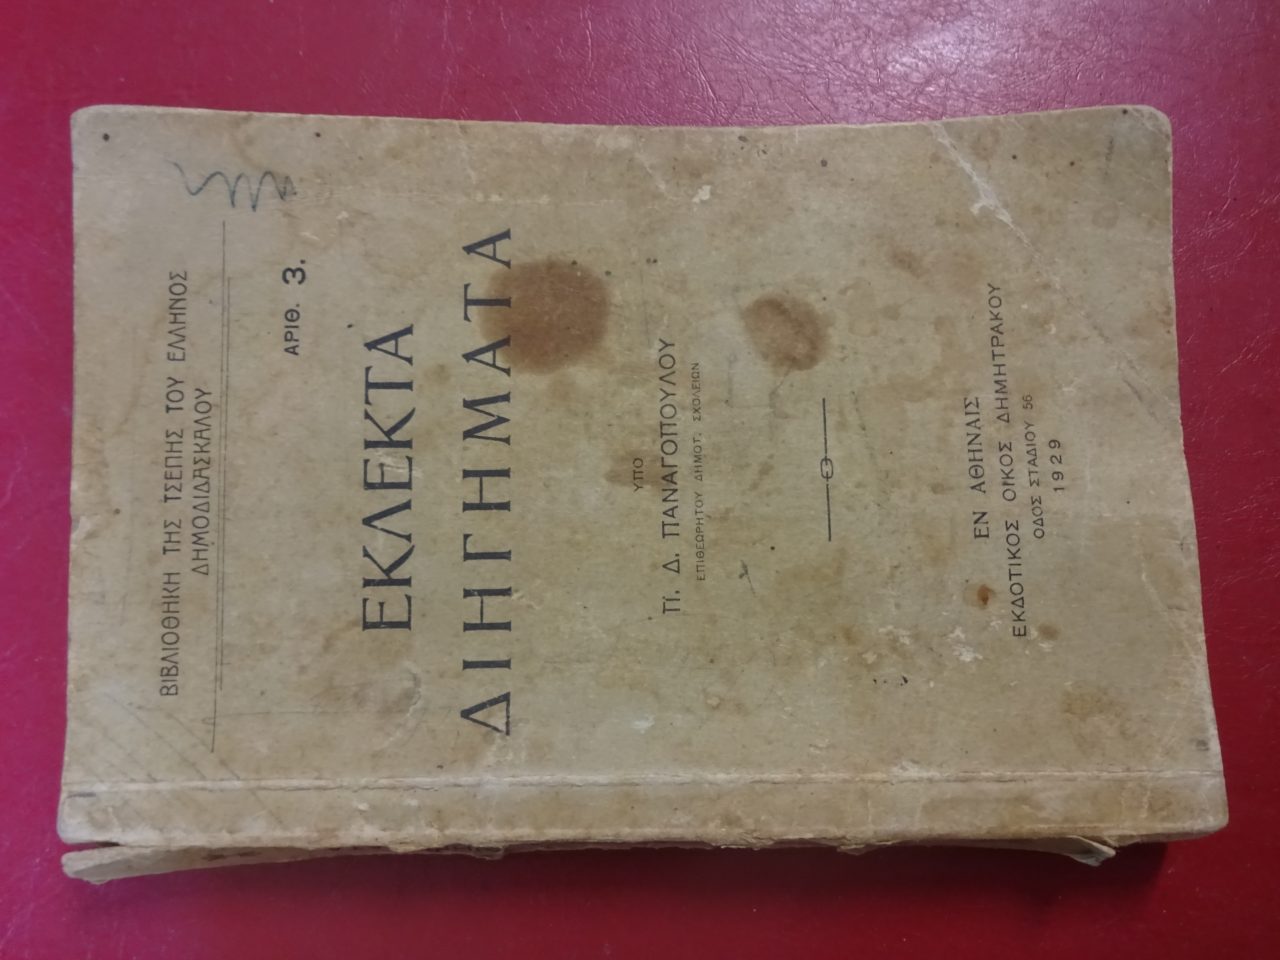 ΒΙΒΛΙΟΘΗΚΗ ΤΗΣ ΤΣΕΠΗΣ ΤΟΥ ΕΛΛΗΝΟΣ
ΔΗΜΟΔΙΔΑΣΚΑΛΟΥ
ΑΡΙΘ. 3.
ΕΚΛΕΚΤΑ
ΔΙΗΓΗΜΑΤΑ
ΥΠΟ
Π. Δ. ΠΑΝΑΓΟΠΟΥΛΟΥ
ΕΠΙΘΕΩΡΗΤΟΥ ΔΗΜΟΤ. ΣΧΟΛΕΙΩΝ
ΕΝ ΑΘΗΝΑΙΣ
ΕΚΔΟΤΙΚΟΣ ΟΙΚΟΣ ΔΗΜΗΤΡΑΚΟΥ
ΟΔΟΣ ΣΤΑΔΙΟΥ 56
1929